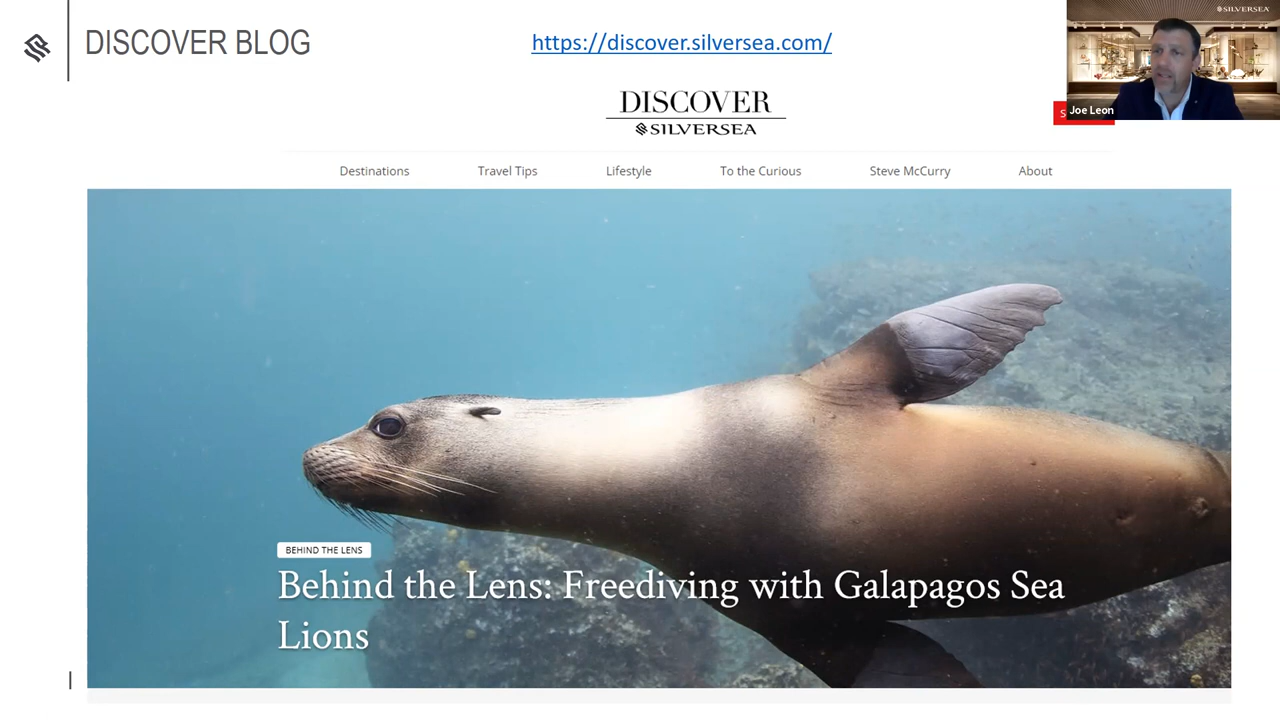 DISCOVER BLOG
https://discover.silversea.com/
SILVERSEA
Joe Leon
DISCOVER
SILVERSEA
Destinations
Travel Tips
Lifestyle
To the Curious
Steve McCurry
About
BEHIND THE LENS
Behind the Lens: Freediving with Galapagos Sea
Lions